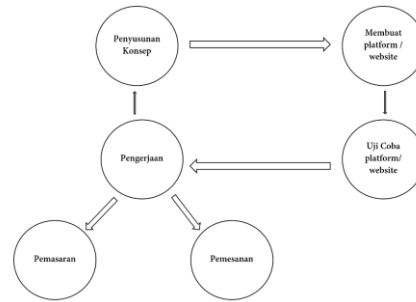 Penyusunan
Konsep
Membuat
platform /
website
Pengerjaan
Uji Coba
platform/
website
Pemasaran
Pemesanan